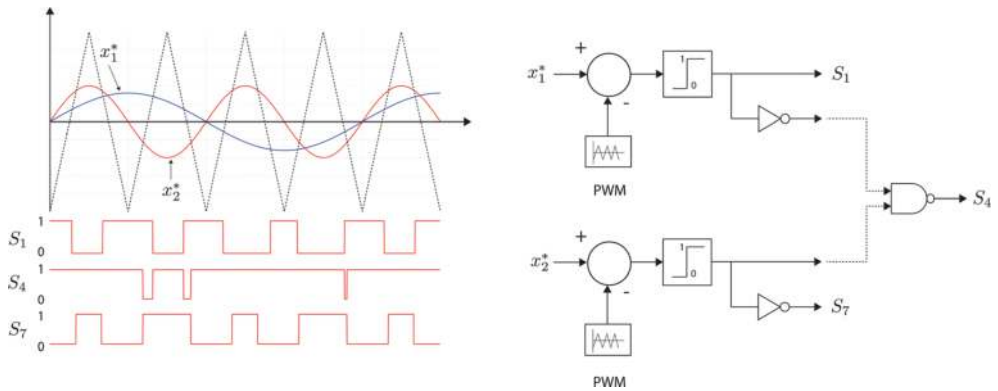 x₁*
x₂*
S₁
1
0
S₄
1
0
S₇
1
0
x₁*
+
-
1
0
S₁
PWM
S₄
x₂*
+
-
1
0
S₇
PWM